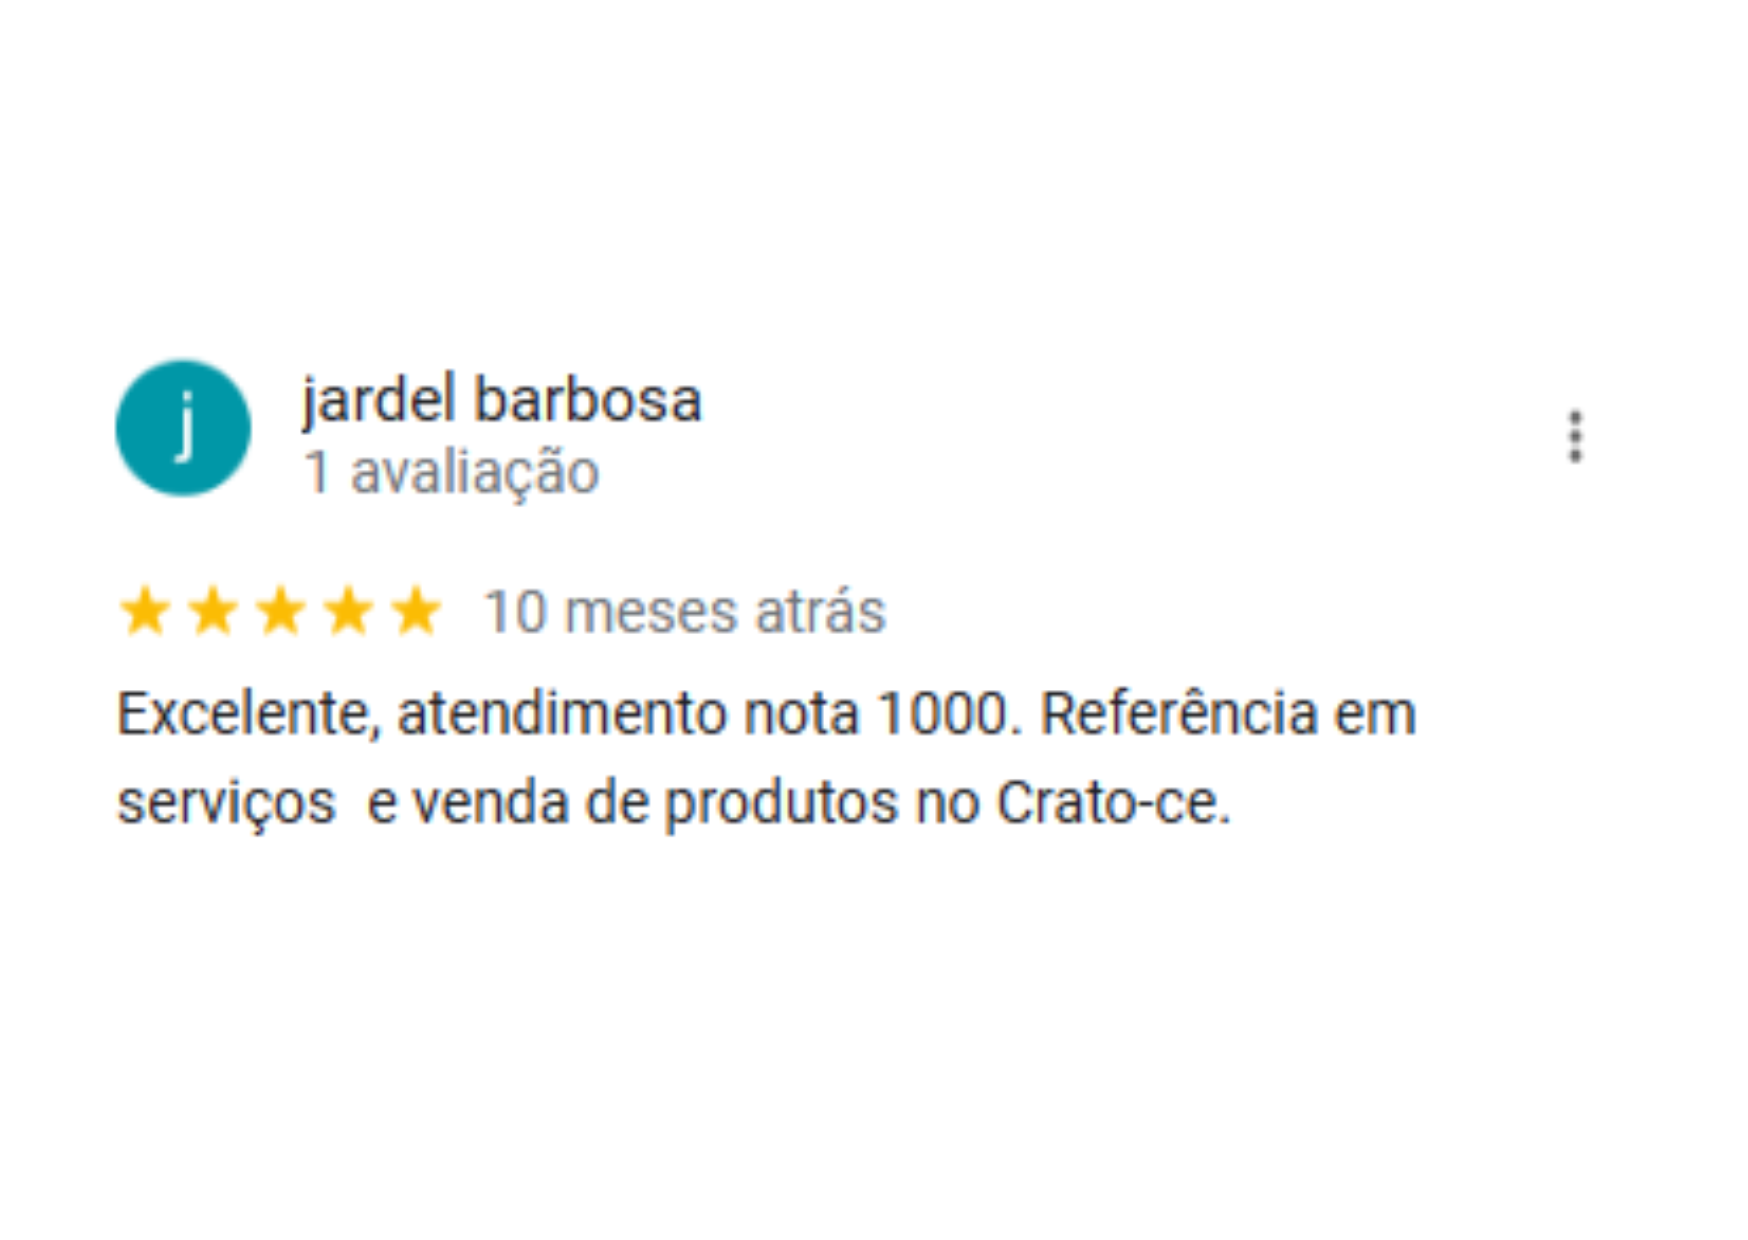 j
jardel barbosa
1 avaliação
10 meses atrás
Excelente, atendimento nota 1000. Referência em
serviços  e venda de produtos no Crato-ce.